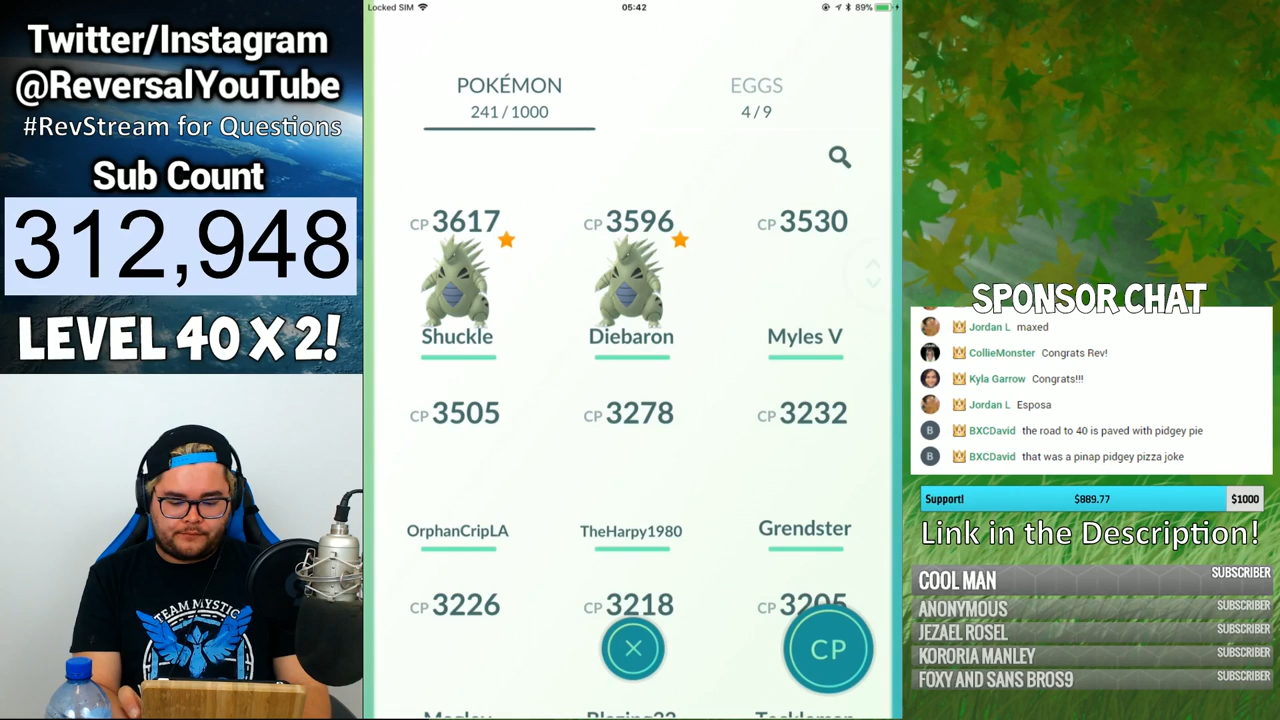 Twitter/Instagram
@ReversalYouTube
#RevStream for Questions
Sub Count
312,948
LEVEL 40 X 2!
TEAM MYSTIC
Locked SIM
05:42
89%
POKÉMON
241 / 1000
EGGS
4 / 9
CP 3617
CP 3596
CP 3530
Shuckle
Diebaron
Myles V
CP 3505
CP 3278
CP 3232
OrphanCripLA
TheHarpy1980
Grendster
CP 3226
CP 3218
CP 3205
CP
SPONSOR CHAT
Jordan L maxed
CollieMonster Congrats Rev!
Kyla Garrow Congrats!!!
Jordan L Esposa
B BXCDavid the road to 40 is paved with pidgey pie
B BXCDavid that was a pinap pidgey pizza joke
Support! $889.77 $1000
Link in the Description!
COOL MAN SUBSCRIBER
ANONYMOUS SUBSCRIBER
JEZAEL ROSEL SUBSCRIBER
KORORIA MANLEY SUBSCRIBER
FOXY AND SANS BROS9 SUBSCRIBER